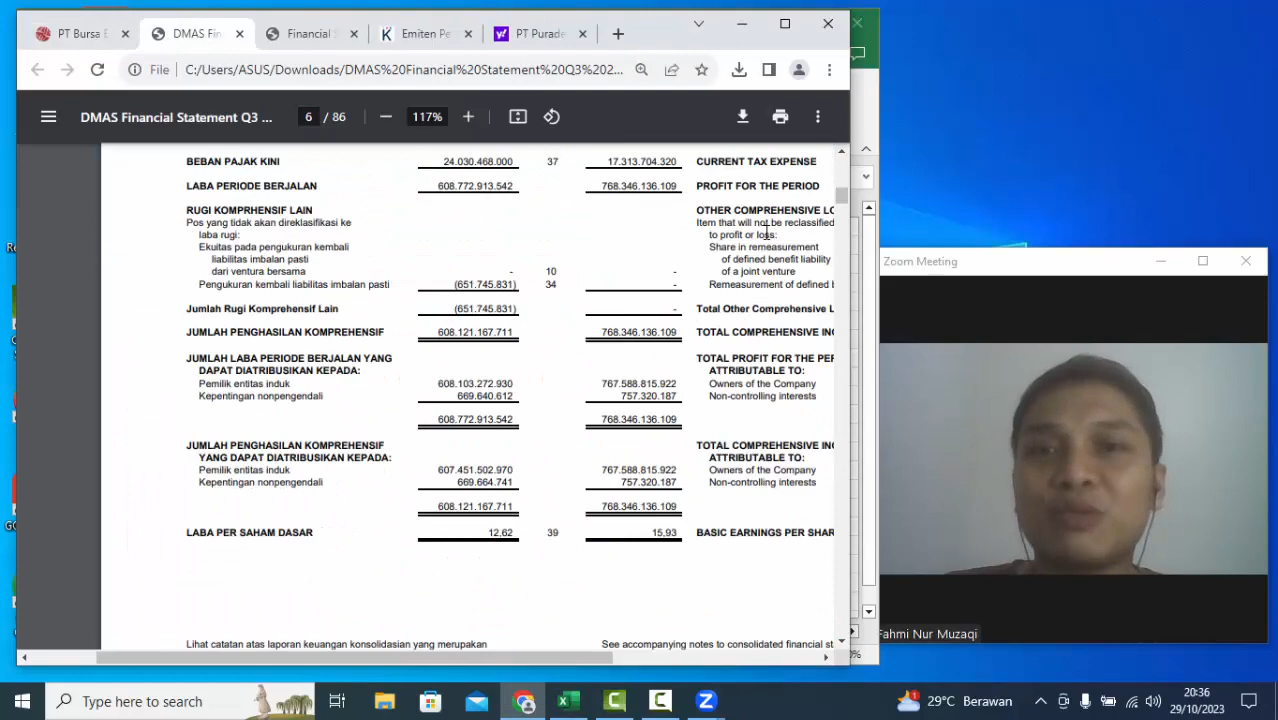 PT Bursa E
DMAS Fin
Financial S
Emiten Pe
PT Purade
File
C:/Users/ASUS/Downloads/DMAS%20Financial%20Statement%20Q3%202...
DMAS Financial Statement Q3 ...
6 / 86
117%
BEBAN PAJAK KINI 24.030.468.000 37 17.313.704.320 CURRENT TAX EXPENSE
LABA PERIODE BERJALAN 608.772.913.542 768.346.136.109 PROFIT FOR THE PERIOD
RUGI KOMPRHENSIF LAIN OTHER COMPREHENSIVE LO
Pos yang tidak akan direklasifikasi ke Item that will not be reclassified
laba rugi: to profit or loss:
Ekuitas pada pengukuran kembali Share in remeasurement
liabilitas imbalan pasti of defined benefit liability
dari ventura bersama - 10 - of a joint venture
Pengukuran kembali liabilitas imbalan pasti (651.745.831) 34 - Remeasurement of defined b
Jumlah Rugi Komprehensif Lain (651.745.831) - Total Other Comprehensive L
JUMLAH PENGHASILAN KOMPREHENSIF 608.121.167.711 768.346.136.109 TOTAL COMPREHENSIVE INC
JUMLAH LABA PERIODE BERJALAN YANG TOTAL PROFIT FOR THE PER
DAPAT DIATRIBUSIKAN KEPADA: ATTRIBUTABLE TO:
Pemilik entitas induk 608.103.272.930 767.588.815.922 Owners of the Company
Kepentingan nonpengendali 669.640.612 757.320.187 Non-controlling interests
608.772.913.542 768.346.136.109
JUMLAH PENGHASILAN KOMPREHENSIF TOTAL COMPREHENSIVE INC
YANG DAPAT DIATRIBUSIKAN KEPADA: ATTRIBUTABLE TO:
Pemilik entitas induk 607.451.502.970 767.588.815.922 Owners of the Company
Kepentingan nonpengendali 669.664.741 757.320.187 Non-controlling interests
608.121.167.711 768.346.136.109
LABA PER SAHAM DASAR 12,62 39 15,93 BASIC EARNINGS PER SHAR
Lihat catatan atas laporan keuangan konsolidasian yang merupakan See accompanying notes to consolidated financial sta
Zoom Meeting
Fahmi Nur Muzaqi
Type here to search
29°C Berawan
20:36
29/10/2023